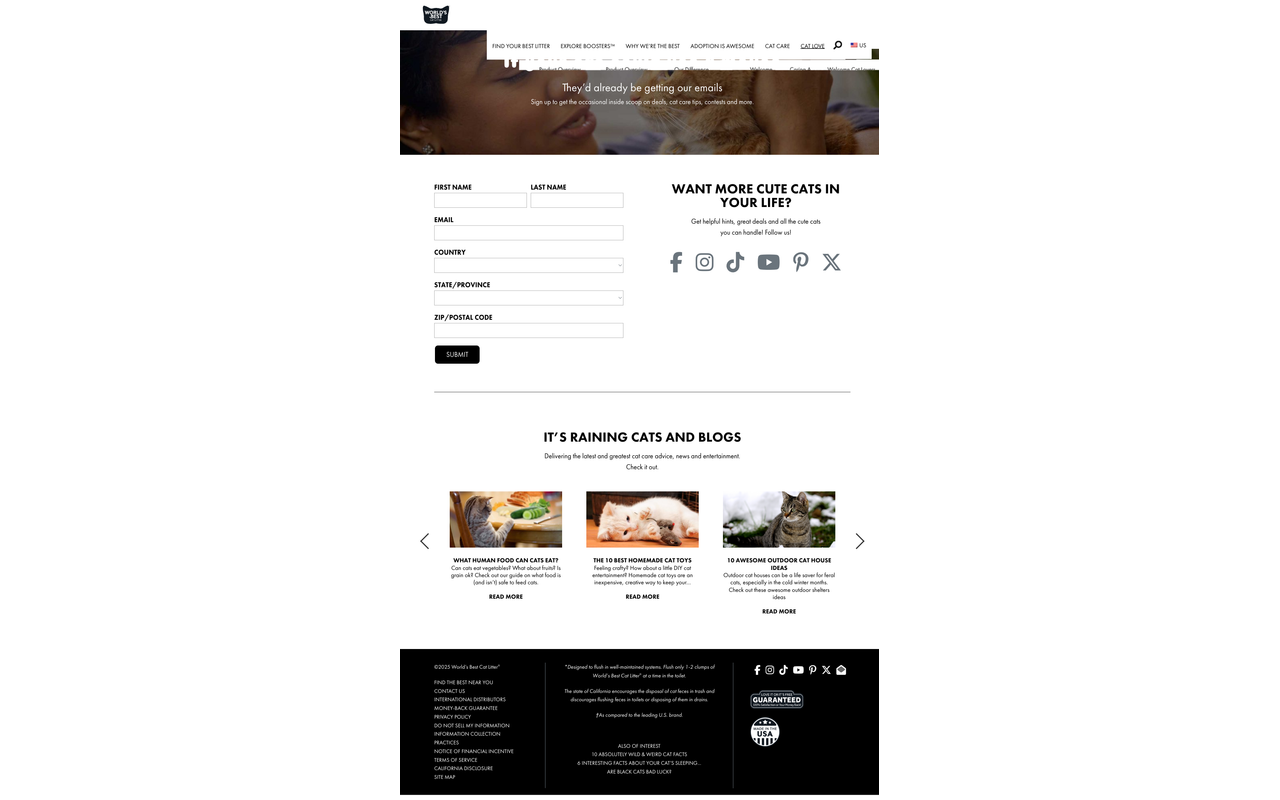 WORLD'S
BEST
FIND YOUR BEST LITTER
EXPLORE BOOSTERS™
WHY WE'RE THE BEST
ADOPTION IS AWESOME
CAT CARE
CAT LOVE
US
They'd already be getting our emails
Sign up to get the occasional inside scoop on deals, cat care tips, contests and more.
FIRST NAME
LAST NAME
EMAIL
COUNTRY
STATE/PROVINCE
ZIP/POSTAL CODE
SUBMIT
WANT MORE CUTE CATS IN
YOUR LIFE?
Get helpful hints, great deals and all the cute cats
you can handle! Follow us!
IT'S RAINING CATS AND BLOGS
Delivering the latest and greatest cat care advice, news and entertainment.
Check it out.
WHAT HUMAN FOOD CAN CATS EAT?
Can cats eat vegetables? What about fruits? Is
grain ok? Check out our guide on what food is
(and isn't) safe to feed cats.
READ MORE
THE 10 BEST HOMEMADE CAT TOYS
Feeling crafty? How about a little DIY cat
entertainment? Homemade cat toys are an
inexpensive, creative way to keep your...
READ MORE
10 AWESOME OUTDOOR CAT HOUSE
IDEAS
Outdoor cat houses can be a life saver for feral
cats, especially in the cold winter months.
Check out these awesome outdoor shelters
ideas
READ MORE
©2025 World's Best Cat Litter®
FIND THE BEST NEAR YOU
CONTACT US
INTERNATIONAL DISTRIBUTORS
MONEY-BACK GUARANTEE
PRIVACY POLICY
DO NOT SELL MY INFORMATION
INFORMATION COLLECTION
PRACTICES
NOTICE OF FINANCIAL INCENTIVE
TERMS OF SERVICE
CALIFORNIA DISCLOSURE
SITE MAP
*Designed to flush in well-maintained systems. Flush only 1-2 clumps of
World's Best Cat Litter® at a time in the toilet.
The state of California encourages the disposal of cat feces in trash and
discourages flushing feces in toilets or disposing of them in drains.
†As compared to the leading U.S. brand.
ALSO OF INTEREST
10 ABSOLUTELY WILD & WEIRD CAT FACTS
6 INTERESTING FACTS ABOUT YOUR CAT'S SLEEPING...
ARE BLACK CATS BAD LUCK?
LOVE IT OR IT'S FREE
GUARANTEED
MADE IN THE
USA